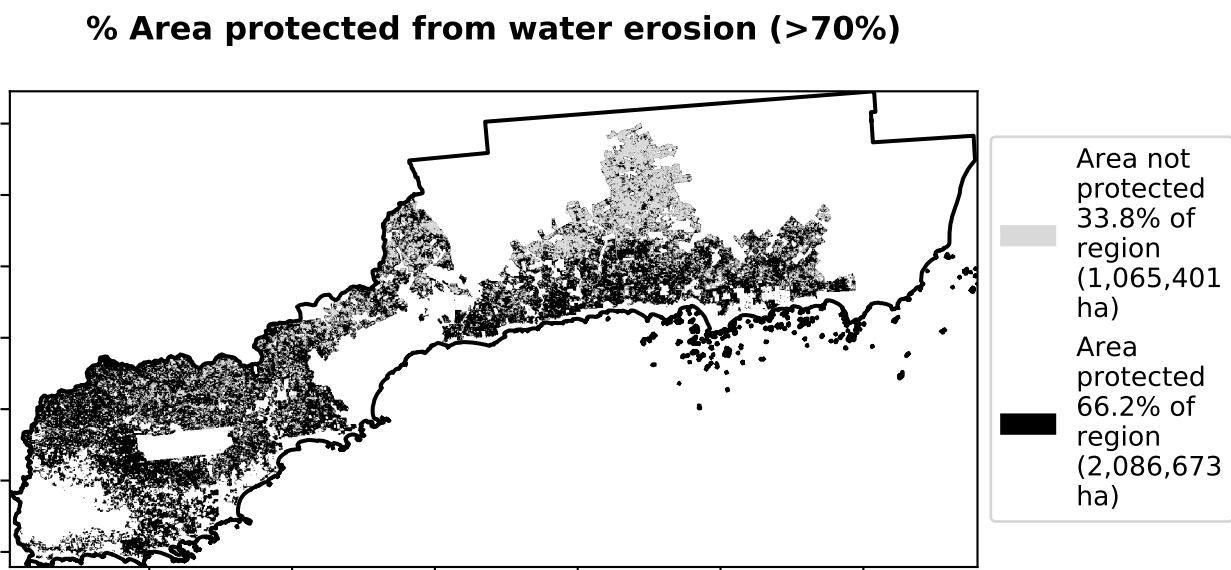 % Area protected from water erosion (>70%)
Area not
protected
33.8% of
region
(1,065,401
ha)
Area
protected
66.2% of
region
(2,086,673
ha)